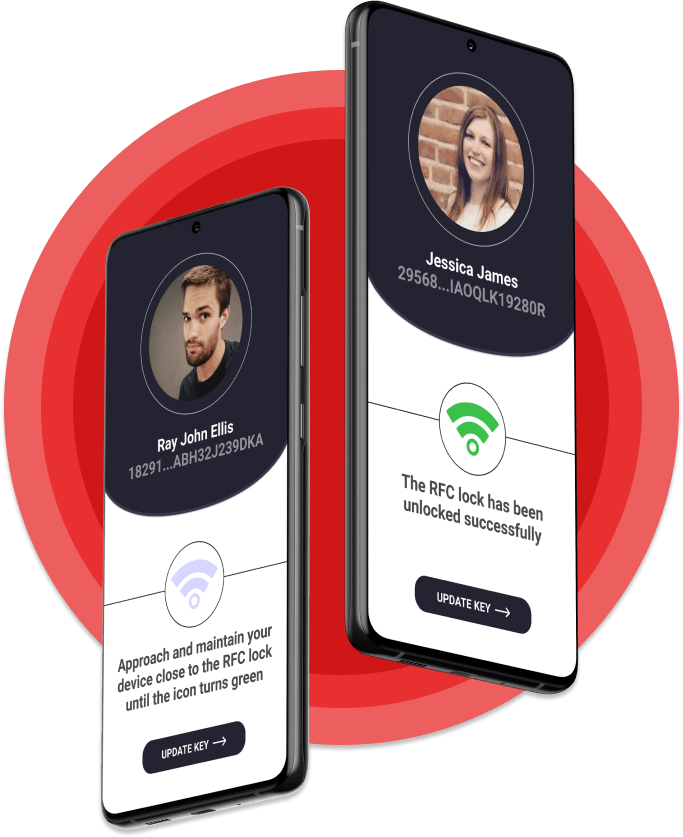 Jessica James
29568...IAOQLK19280R
The RFC lock has been
unlocked successfully
UPDATE KEY
Ray John Ellis
18291...ABH32J239DKA
Approach and maintain your
device close to the RFC lock
until the icon turns green
UPDATE KEY